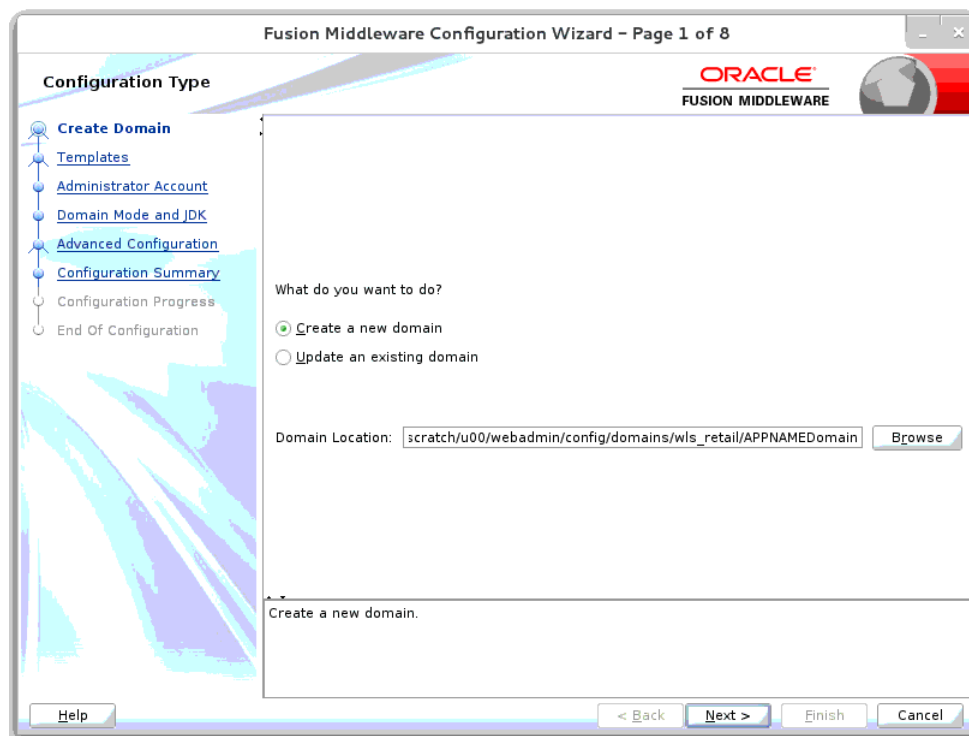 Fusion Middleware Configuration Wizard – Page 1 of 8
Configuration Type
ORACLE
FUSION MIDDLEWARE
Create Domain
Templates
Administrator Account
Domain Mode and JDK
Advanced Configuration
Configuration Summary
Configuration Progress
End Of Configuration
What do you want to do?
Create a new domain
Update an existing domain
Domain Location: scratch/u00/webadmin/config/domains/wls_retail/APPNAMEDomain Browse
Create a new domain.
Help < Back Next > Finish Cancel